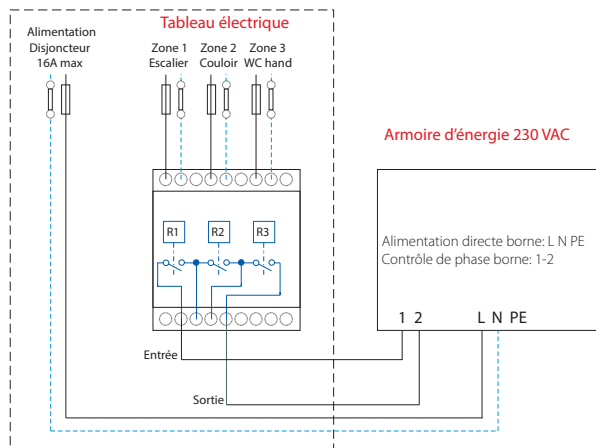 Tableau électrique
Alimentation
Disjoncteur
16A max
Zone 1
Escalier
Zone 2
Couloir
Zone 3
WC hand
Armoire d'énergie 230 VAC
R1
R2
R3
Alimentation directe borne: L N PE
Contrôle de phase borne: 1-2
1 2
L N PE
Entrée
Sortie